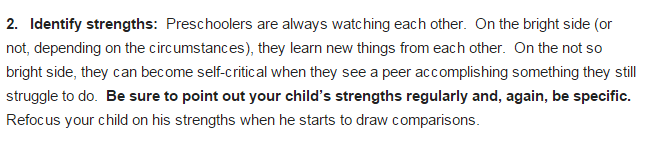 2. Identify strengths: Preschoolers are always watching each other. On the bright side (or
not, depending on the circumstances), they learn new things from each other. On the not so
bright side, they can become self-critical when they see a peer accomplishing something they still
struggle to do. Be sure to point out your child’s strengths regularly and, again, be specific.
Refocus your child on his strengths when he starts to draw comparisons.